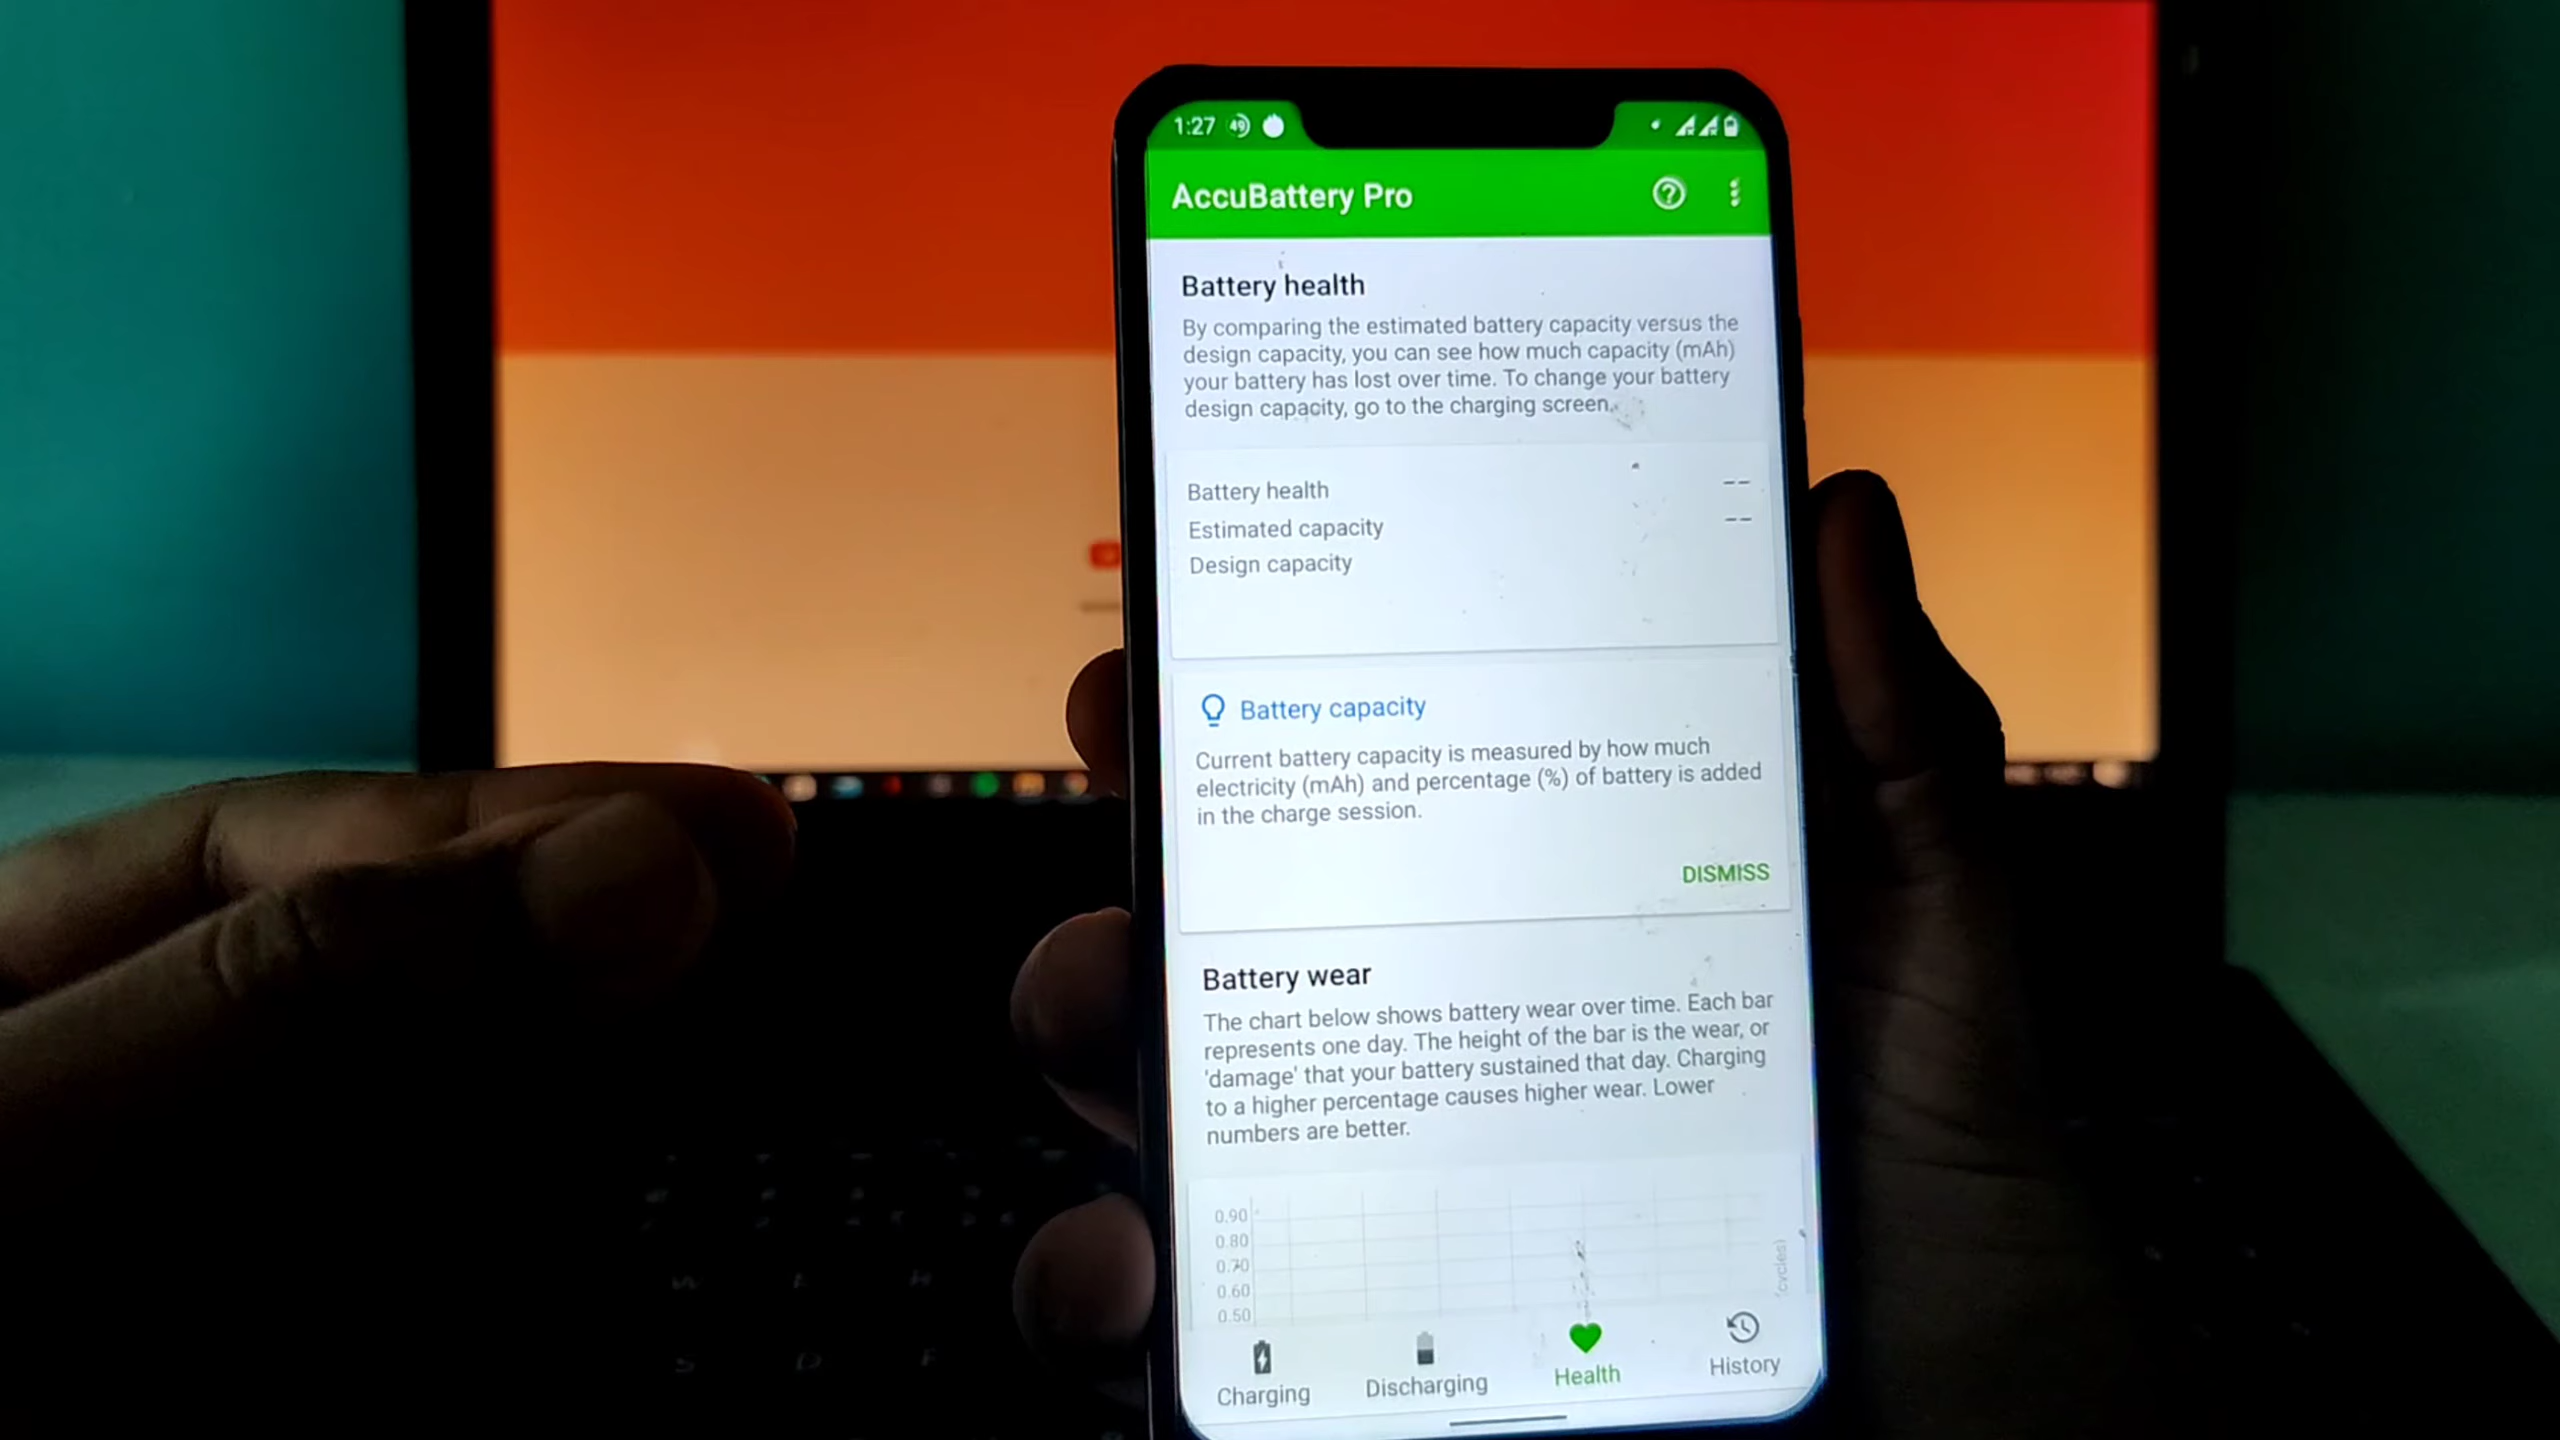 1:27 49
AccuBattery Pro
Battery health
By comparing the estimated battery capacity versus the
design capacity, you can see how much capacity (mAh)
your battery has lost over time. To change your battery
design capacity, go to the charging screen.
Battery health --
Estimated capacity --
Design capacity
Battery capacity
Current battery capacity is measured by how much
electricity (mAh) and percentage (%) of battery is added
in the charge session.
DISMISS
Battery wear
The chart below shows battery wear over time. Each bar
represents one day. The height of the bar is the wear, or
'damage' that your battery sustained that day. Charging
to a higher percentage causes higher wear. Lower
numbers are better.
0.90
0.80
0.70
0.60
0.50
cycles)
Charging
Discharging
Health
History